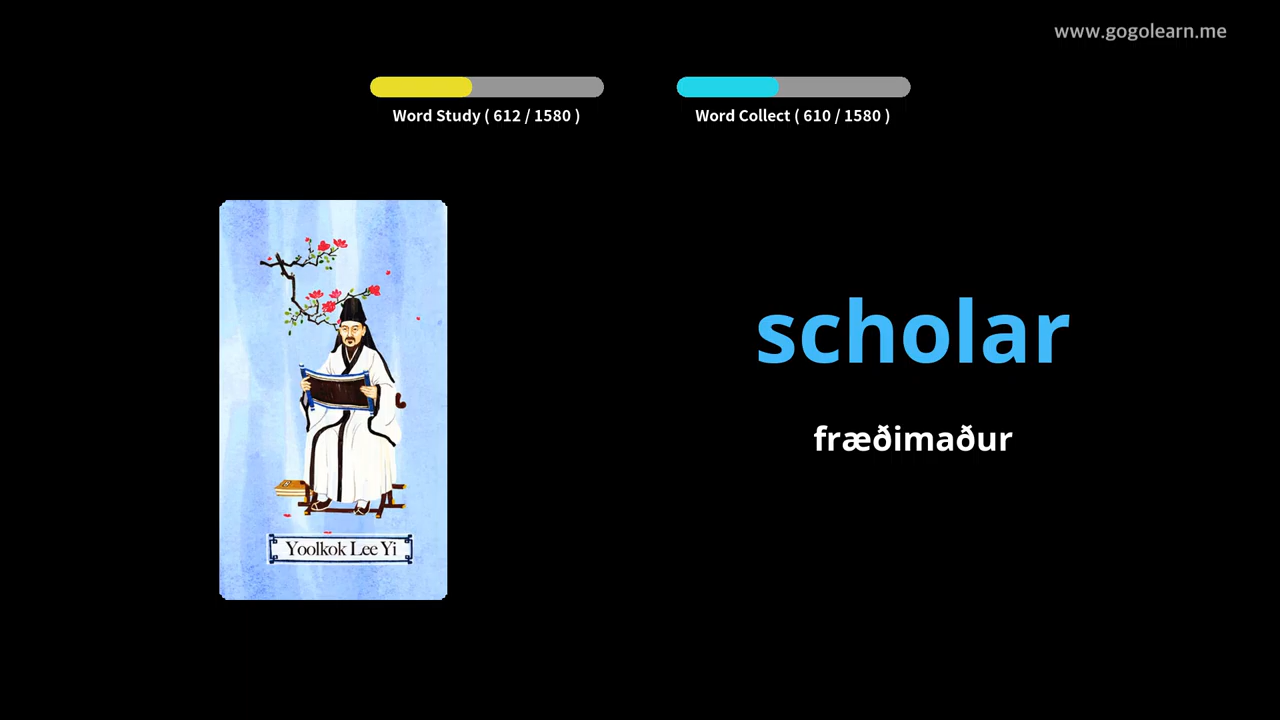 www.gogolearn.me
Word Study ( 612 / 1580 )
Word Collect ( 610 / 1580 )
scholar
fræðimaður
Yoolkok Lee Yi